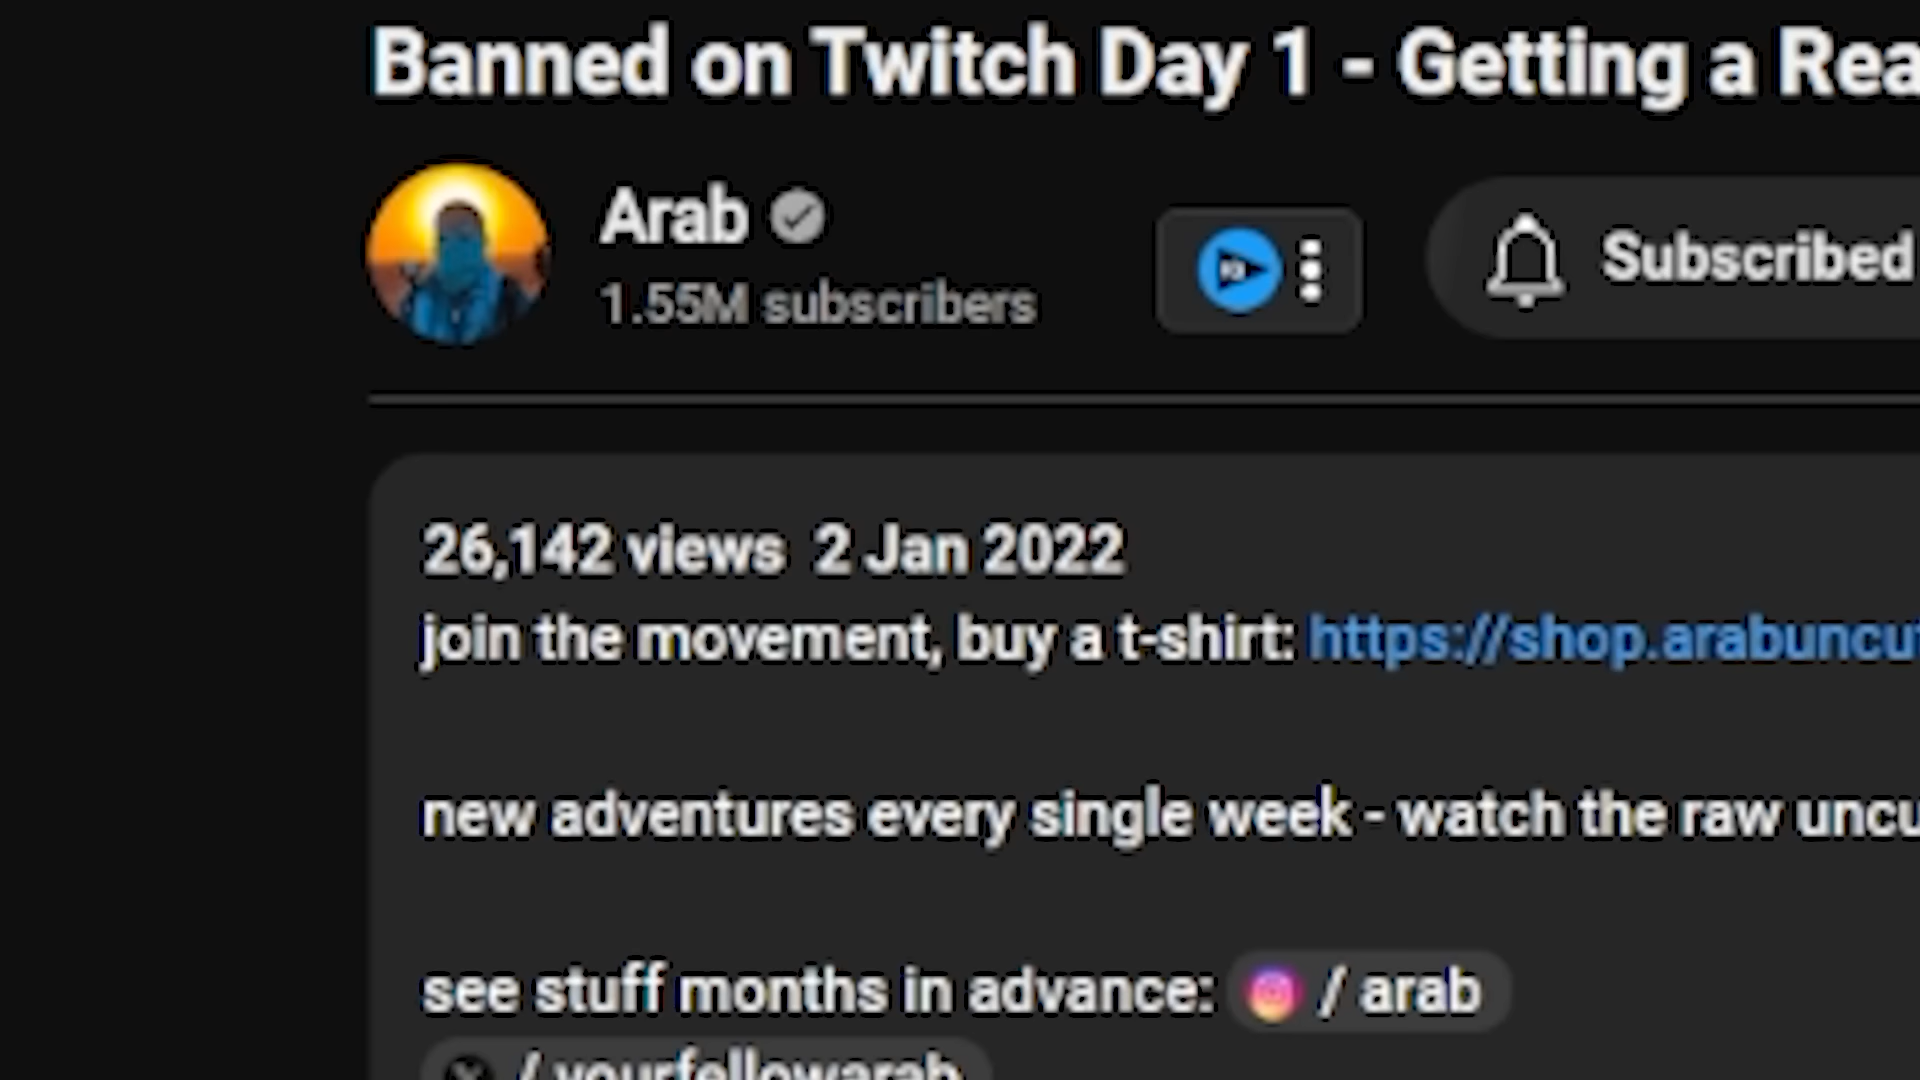 Banned on Twitch Day 1 - Getting a Rea
Arab
1.55M subscribers
Subscribed
26,142 views 2 Jan 2022
join the movement, buy a t-shirt: https://shop.arabuncut
new adventures every single week - watch the raw uncu
see stuff months in advance: / arab
/ yourfellowarab